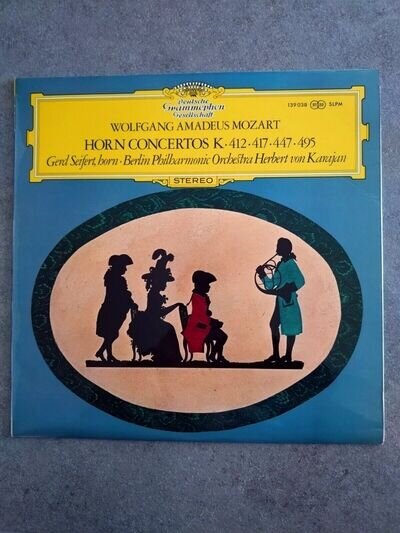 Deutsche
Grammophon
Gesellschaft
139 038 SLPM
WOLFGANG AMADEUS MOZART
HORN CONCERTOS K · 412 · 417 · 447 · 495
Gerd Seifert, horn · Berlin Philharmonic Orchestra Herbert von Karajan
STEREO